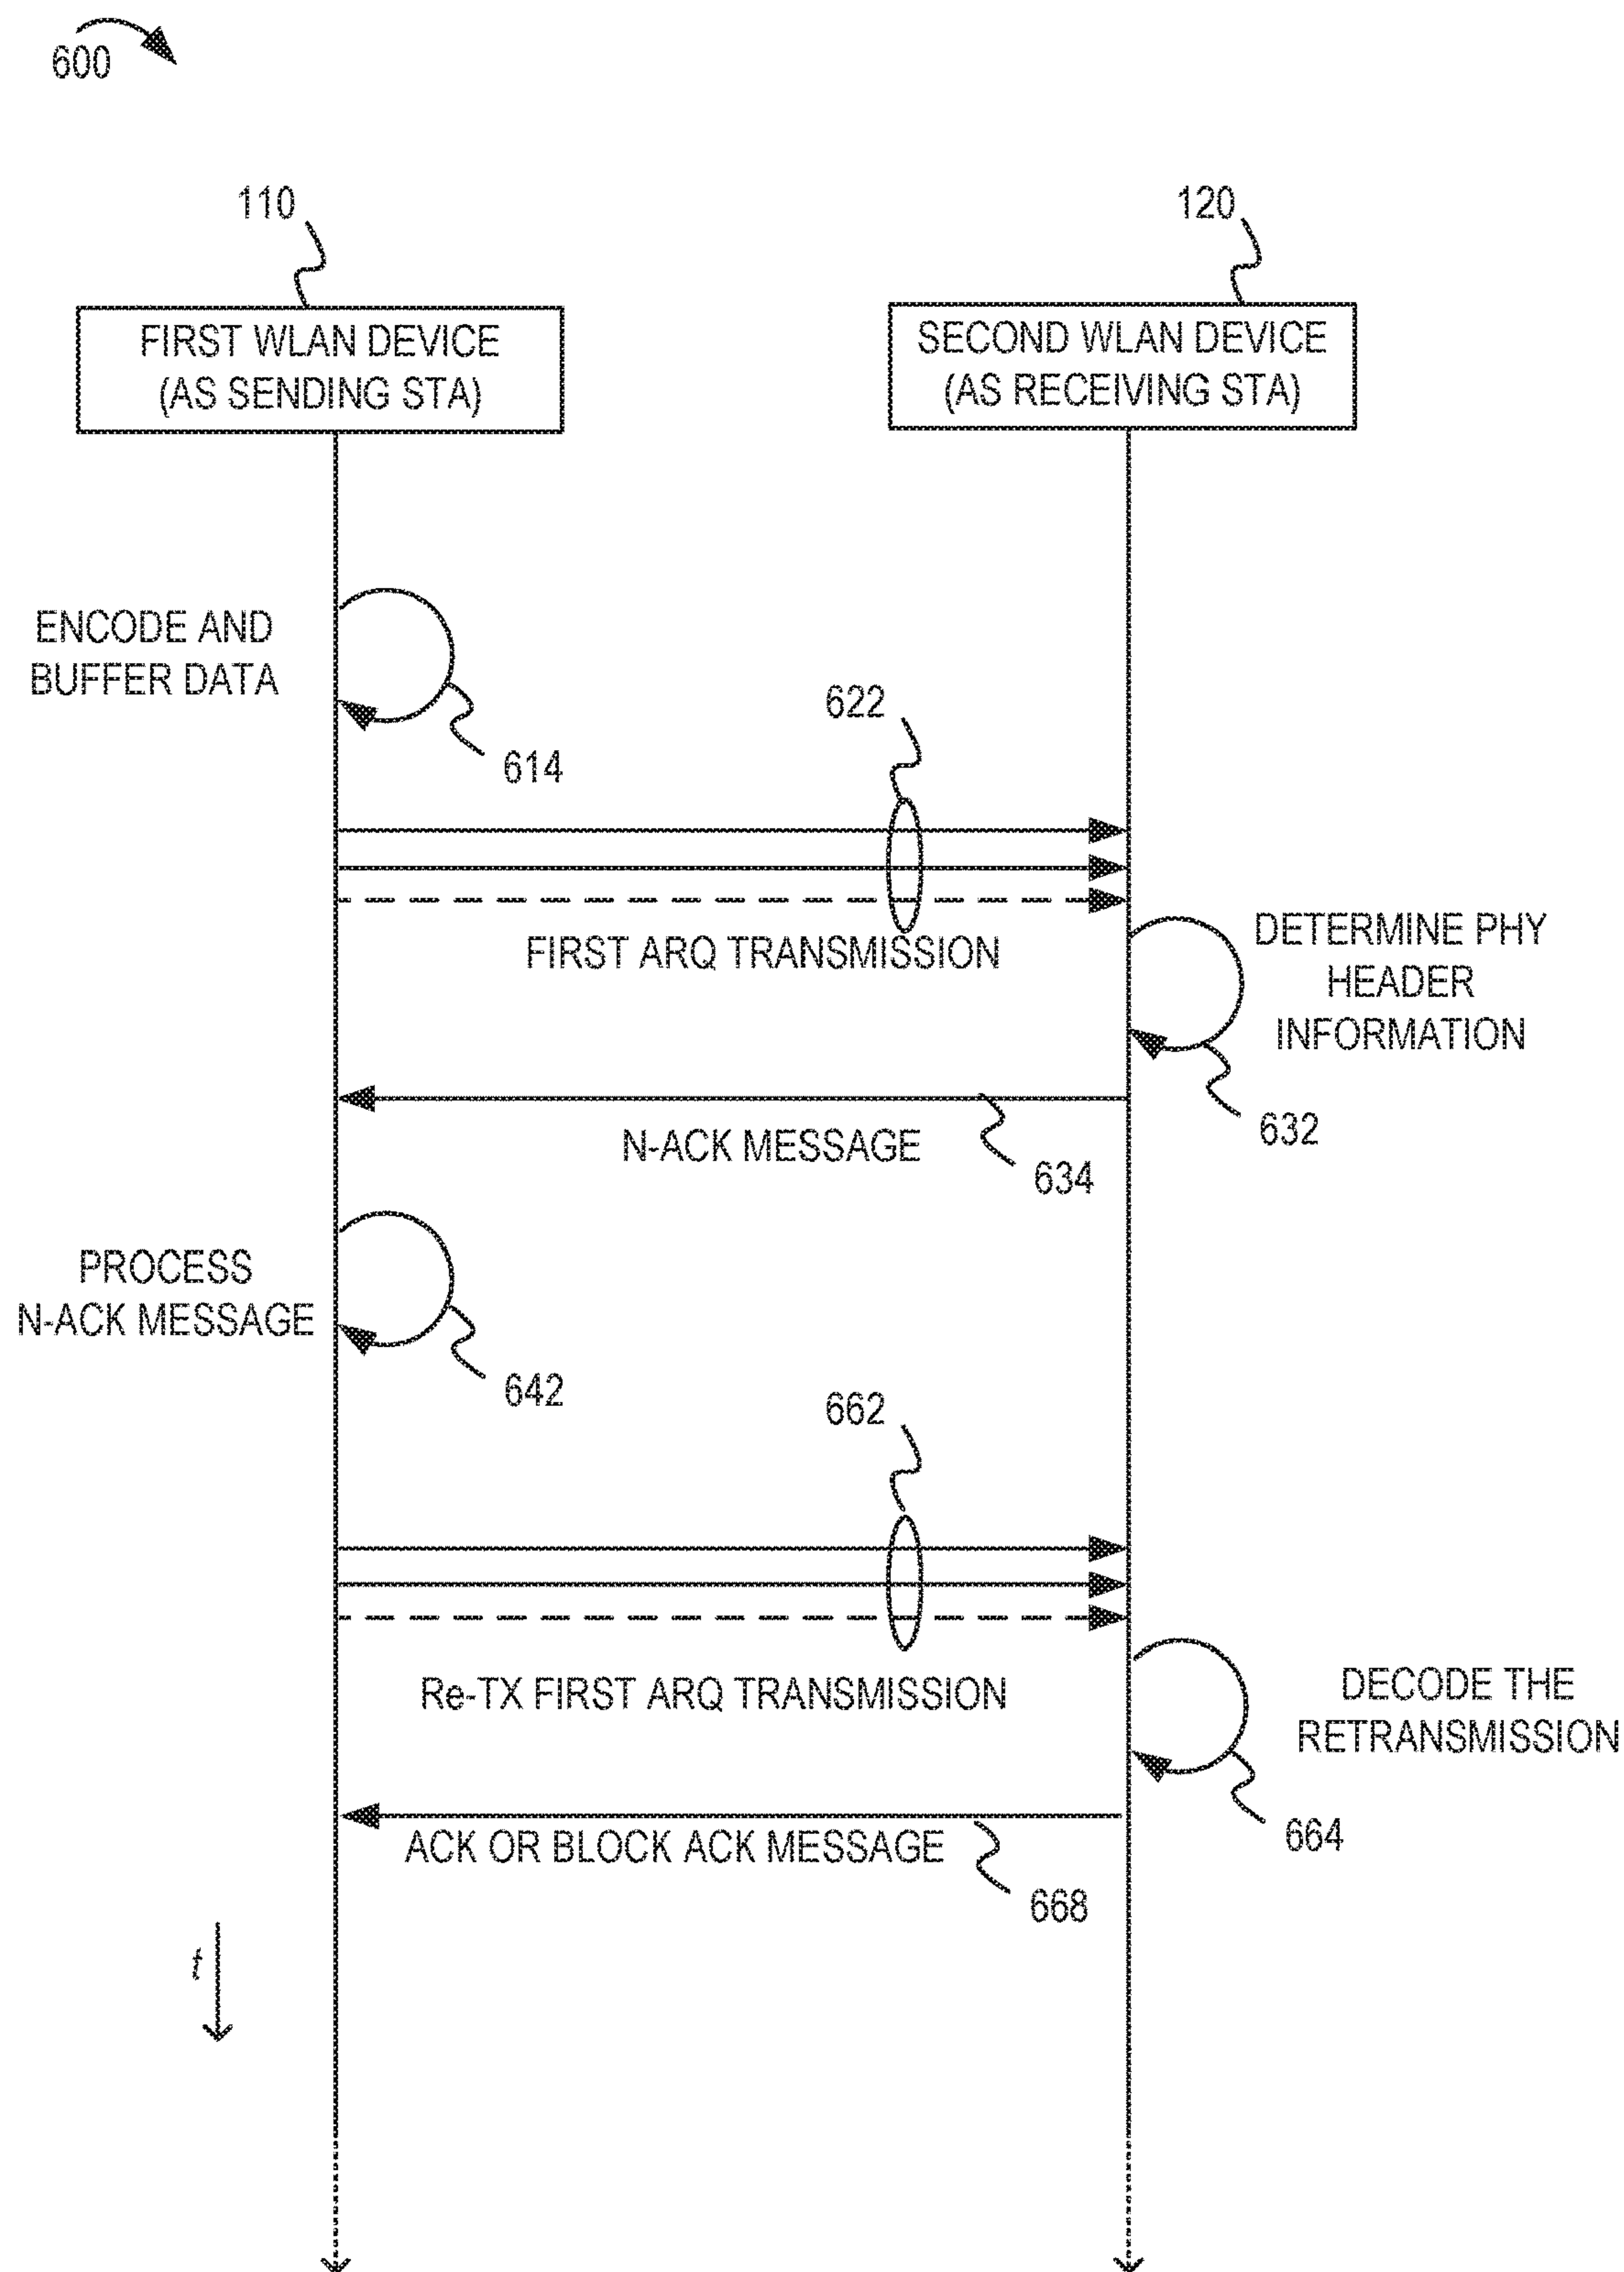 600
110
120
FIRST WLAN DEVICE
(AS SENDING STA)
SECOND WLAN DEVICE
(AS RECEIVING STA)
ENCODE AND
BUFFER DATA
614
622
FIRST ARQ TRANSMISSION
DETERMINE PHY
HEADER
INFORMATION
632
N-ACK MESSAGE
634
PROCESS
N-ACK MESSAGE
642
662
Re-TX FIRST ARQ TRANSMISSION
DECODE THE
RETRANSMISSION
664
ACK OR BLOCK ACK MESSAGE
668
t